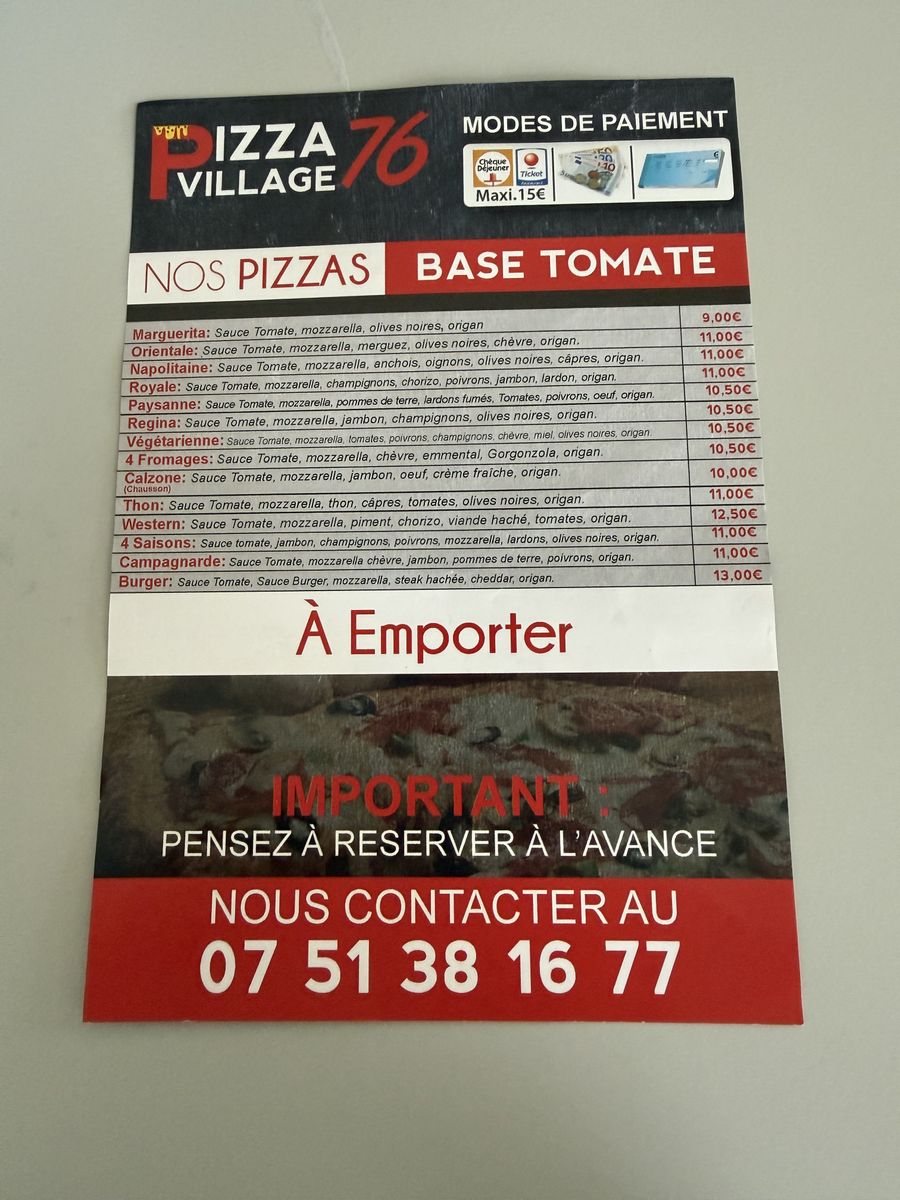 PIZZA VILLAGE 76
MODES DE PAIEMENT
Chèque Déjeuner
Ticket
Maxi.15€
NOS PIZZAS
BASE TOMATE
Marguerita: Sauce Tomate, mozzarella, olives noires, origan 9,00€
Orientale: Sauce Tomate, mozzarella, merguez, olives noires, chèvre, origan. 11,00€
Napolitaine: Sauce Tomate, mozzarella, anchois, oignons, olives noires, câpres, origan. 11,00€
Royale: Sauce Tomate, mozzarella, champignons, chorizo, poivrons, jambon, lardon, origan. 11,00€
Paysanne: Sauce Tomate, mozzarella, pommes de terre, lardons fumés, Tomates, poivrons, oeuf, origan. 10,50€
Regina: Sauce Tomate, mozzarella, jambon, champignons, olives noires, origan. 10,50€
Végétarienne: Sauce Tomate, mozzarella, tomates, poivrons, champignons, chèvre, miel, olives noires, origan. 10,50€
4 Fromages: Sauce Tomate, mozzarella, chèvre, emmental, Gorgonzola, origan. 10,50€
Calzone: Sauce Tomate, mozzarella, jambon, oeuf, crème fraîche, origan. 10,00€
(Chausson)
Thon: Sauce Tomate, mozzarella, thon, câpres, tomates, olives noires, origan. 11,00€
Western: Sauce Tomate, mozzarella, piment, chorizo, viande haché, tomates, origan. 12,50€
4 Saisons: Sauce tomate, jambon, champignons, poivrons, mozzarella, lardons, olives noires, origan. 11,00€
Campagnarde: Sauce Tomate, mozzarella chèvre, jambon, pommes de terre, poivrons, origan. 11,00€
Burger: Sauce Tomate, Sauce Burger, mozzarella, steak hachée, cheddar, origan. 13,00€
À Emporter
IMPORTANT :
PENSEZ À RESERVER À L'AVANCE
NOUS CONTACTER AU
07 51 38 16 77